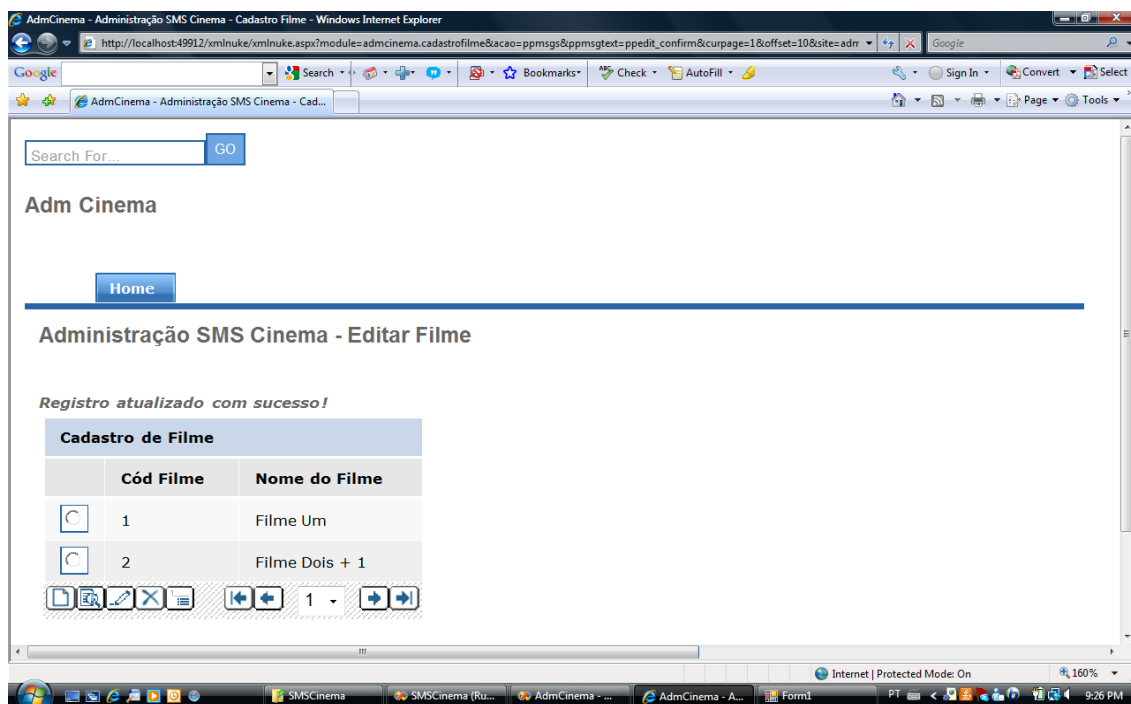 AdmCinema - Administração SMS Cinema - Cadastro Filme - Windows Internet Explorer
http://localhost:49912/xmlnuke/xmlnuke.aspx?module=admcinema.cadastrofilme&acao=ppmsgs&ppmsgtext=ppedit_confirm&curpage=1&offset=10&site=adm
Google
Google Search Bookmarks Check AutoFill Sign In Convert Select
AdmCinema - Administração SMS Cinema - Cad... Page Tools
Search For... GO
Adm Cinema
Home
Administração SMS Cinema - Editar Filme
Registro atualizado com sucesso!
Cadastro de Filme
Cód Filme Nome do Filme
1 Filme Um
2 Filme Dois + 1
1
Internet | Protected Mode: On 160%
SMSCinema SMSCinema (Ru... AdmCinema - ... AdmCinema - A... Form1 PT 9:26 PM